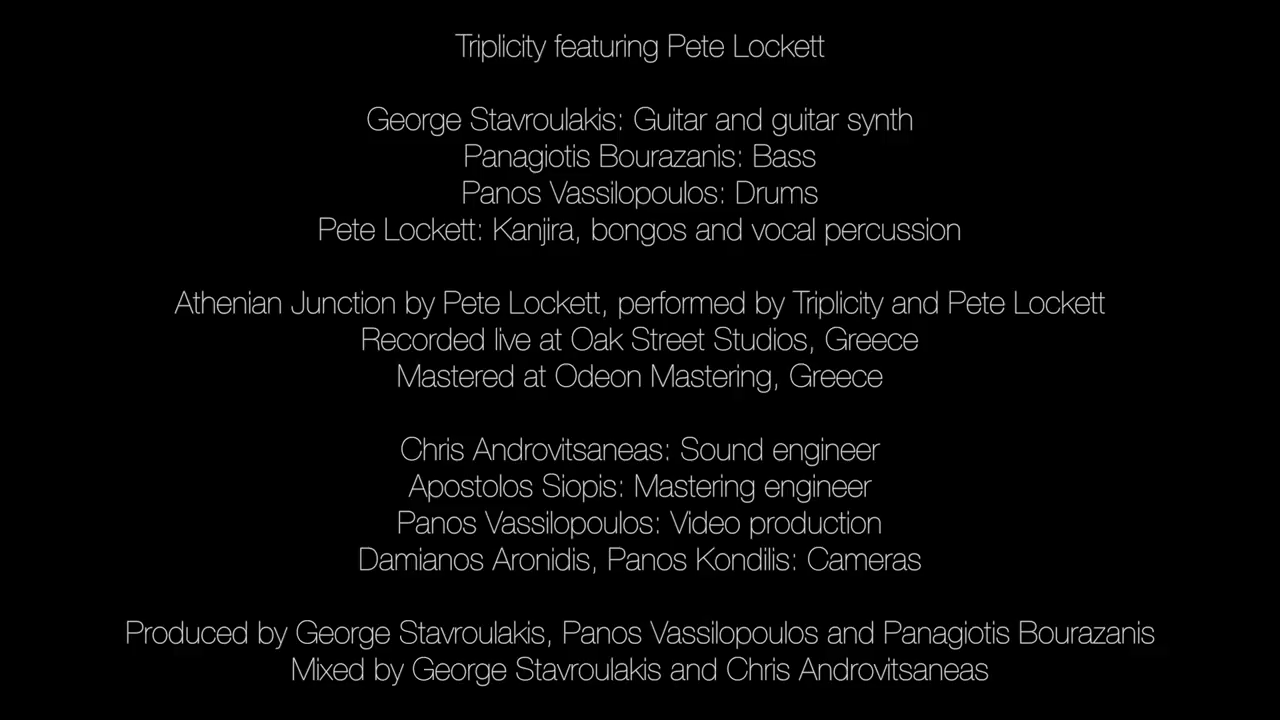 Triplicity featuring Pete Lockett
George Stavroulakis: Guitar and guitar synth
Panagiotis Bourazanis: Bass
Panos Vassilopoulos: Drums
Pete Lockett: Kanjira, bongos and vocal percussion
Athenian Junction by Pete Lockett, performed by Triplicity and Pete Lockett
Recorded live at Oak Street Studios, Greece
Mastered at Odeon Mastering, Greece
Chris Androvitsaneas: Sound engineer
Apostolos Siopis: Mastering engineer
Panos Vassilopoulos: Video production
Damianos Aronidis, Panos Kondilis: Cameras
Produced by George Stavroulakis, Panos Vassilopoulos and Panagiotis Bourazanis
Mixed by George Stavroulakis and Chris Androvitsaneas